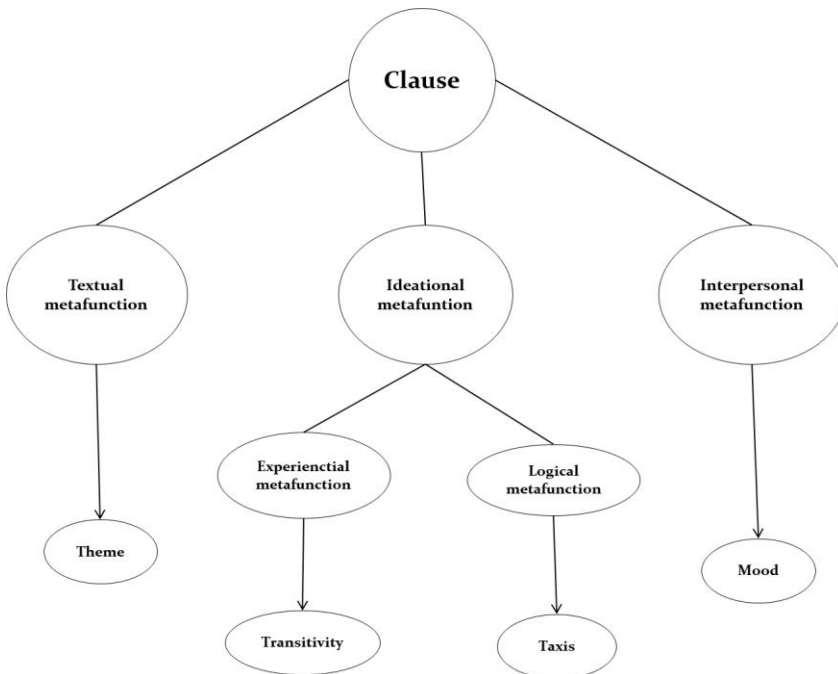 Clause
Textual
metafunction
Ideational
metafuntion
Interpersonal
metafunction
Experienctial
metafunction
Logical
metafunction
Theme
Mood
Transitivity
Taxis